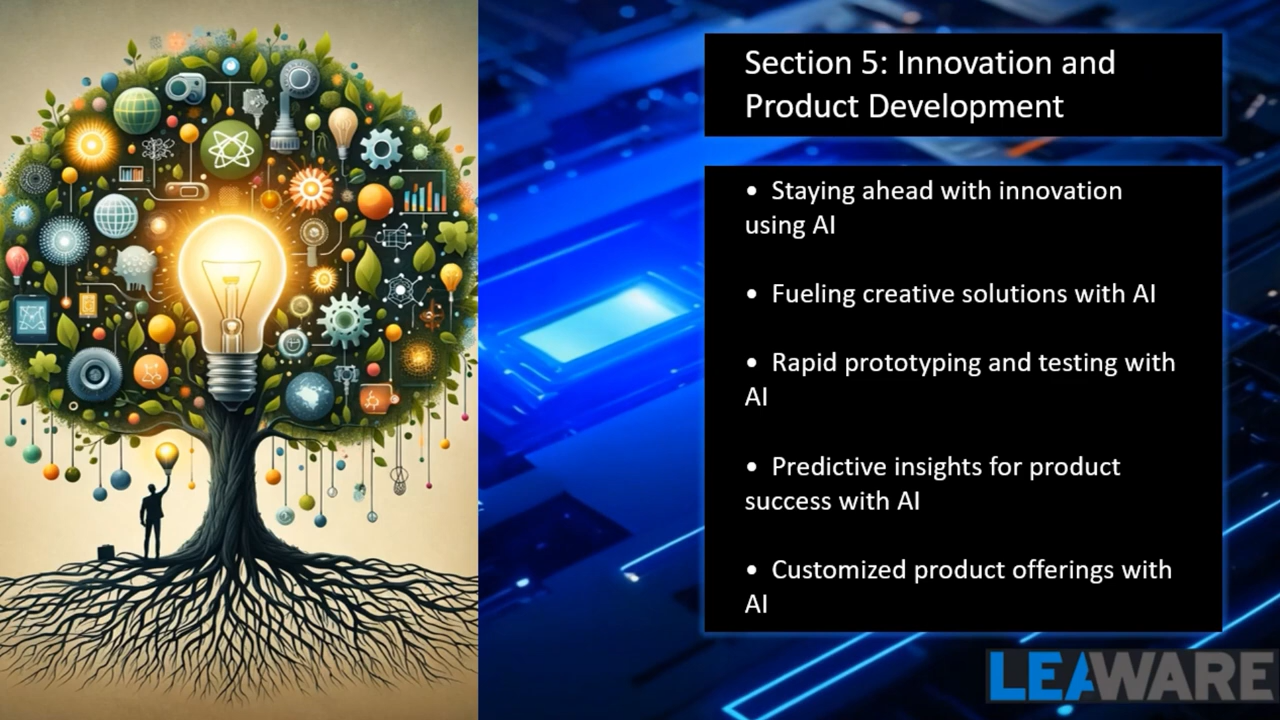 Section 5: Innovation and
Product Development
• Staying ahead with innovation
using AI
• Fueling creative solutions with AI
• Rapid prototyping and testing with
AI
• Predictive insights for product
success with AI
• Customized product offerings with
AI
LEAWARE